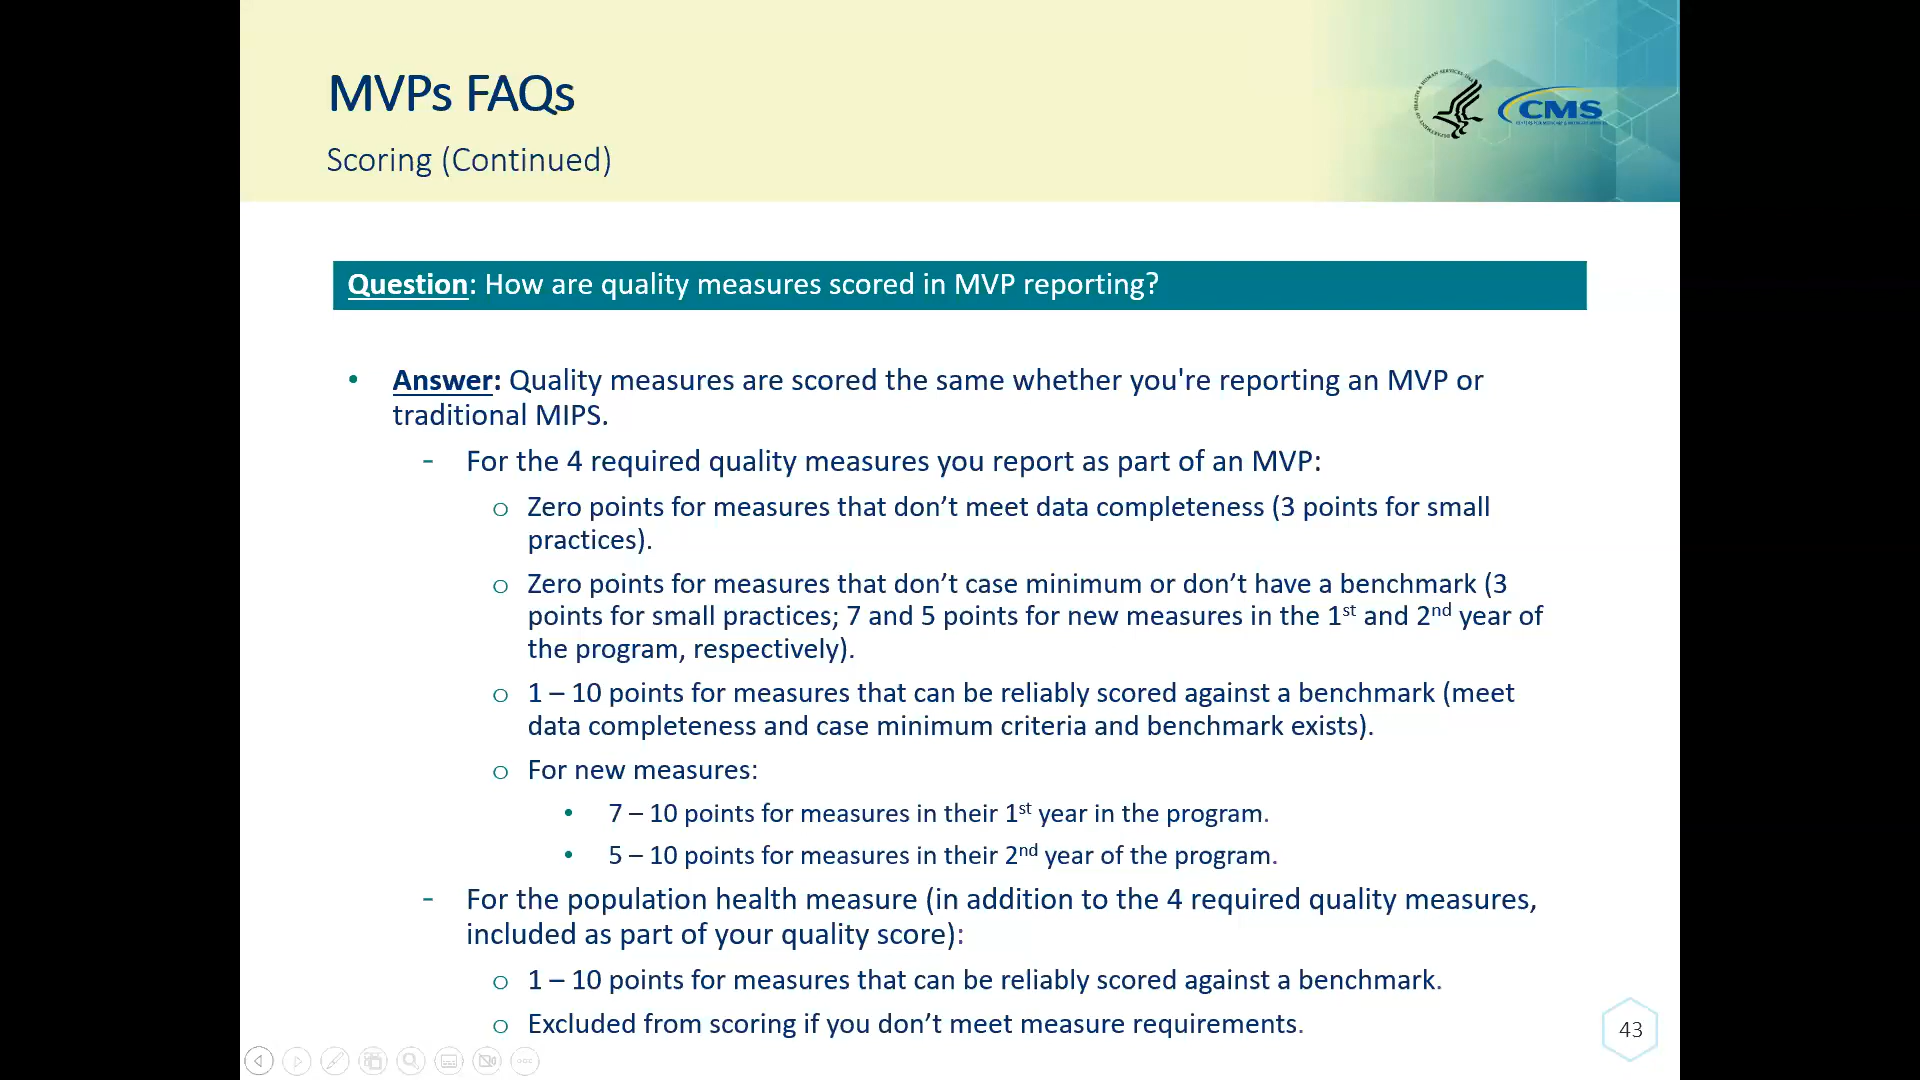 MVPs FAQs
Scoring (Continued)
CMS
Question: How are quality measures scored in MVP reporting?
• Answer: Quality measures are scored the same whether you're reporting an MVP or
traditional MIPS.
- For the 4 required quality measures you report as part of an MVP:
o Zero points for measures that don’t meet data completeness (3 points for small
practices).
o Zero points for measures that don’t case minimum or don’t have a benchmark (3
points for small practices; 7 and 5 points for new measures in the 1st and 2nd year of
the program, respectively).
o 1 – 10 points for measures that can be reliably scored against a benchmark (meet
data completeness and case minimum criteria and benchmark exists).
o For new measures:
• 7 – 10 points for measures in their 1st year in the program.
• 5 – 10 points for measures in their 2nd year of the program.
- For the population health measure (in addition to the 4 required quality measures,
included as part of your quality score):
o 1 – 10 points for measures that can be reliably scored against a benchmark.
o Excluded from scoring if you don’t meet measure requirements.
43